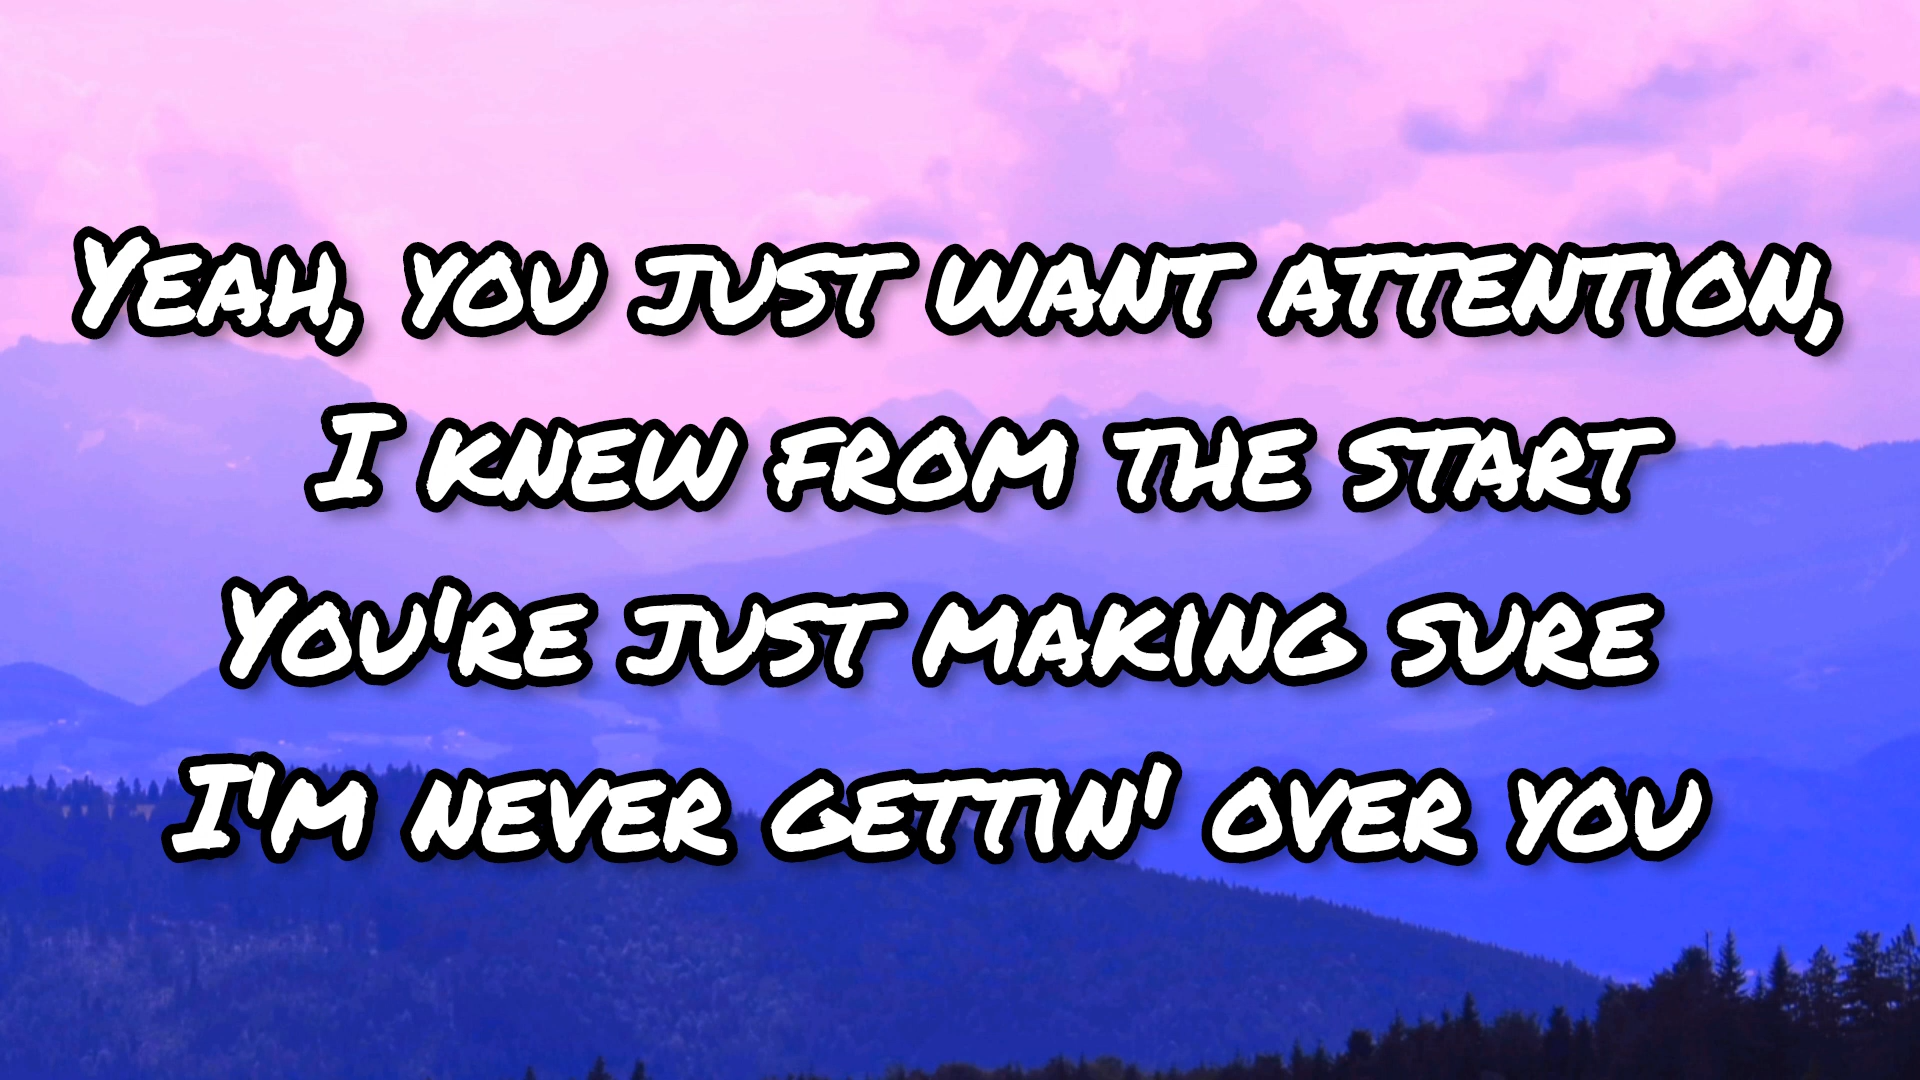 Yeah, you just want attention,
I knew from the start
You're just making sure
I'm never gettin' over you